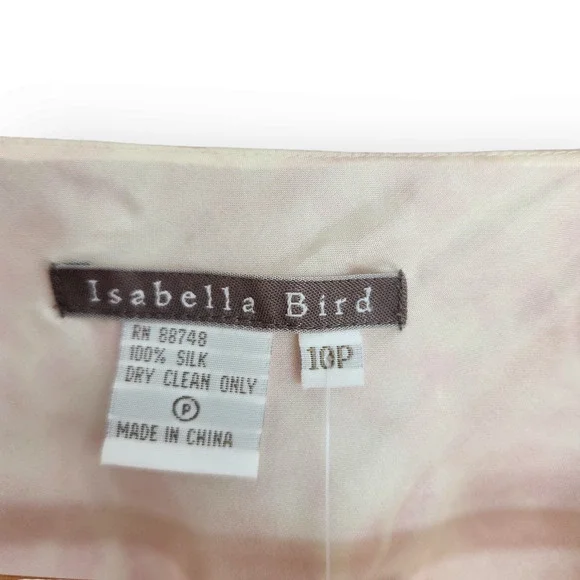 Isabella Bird
RN 88748
100% SILK
DRY CLEAN ONLY
P
MADE IN CHINA
10P